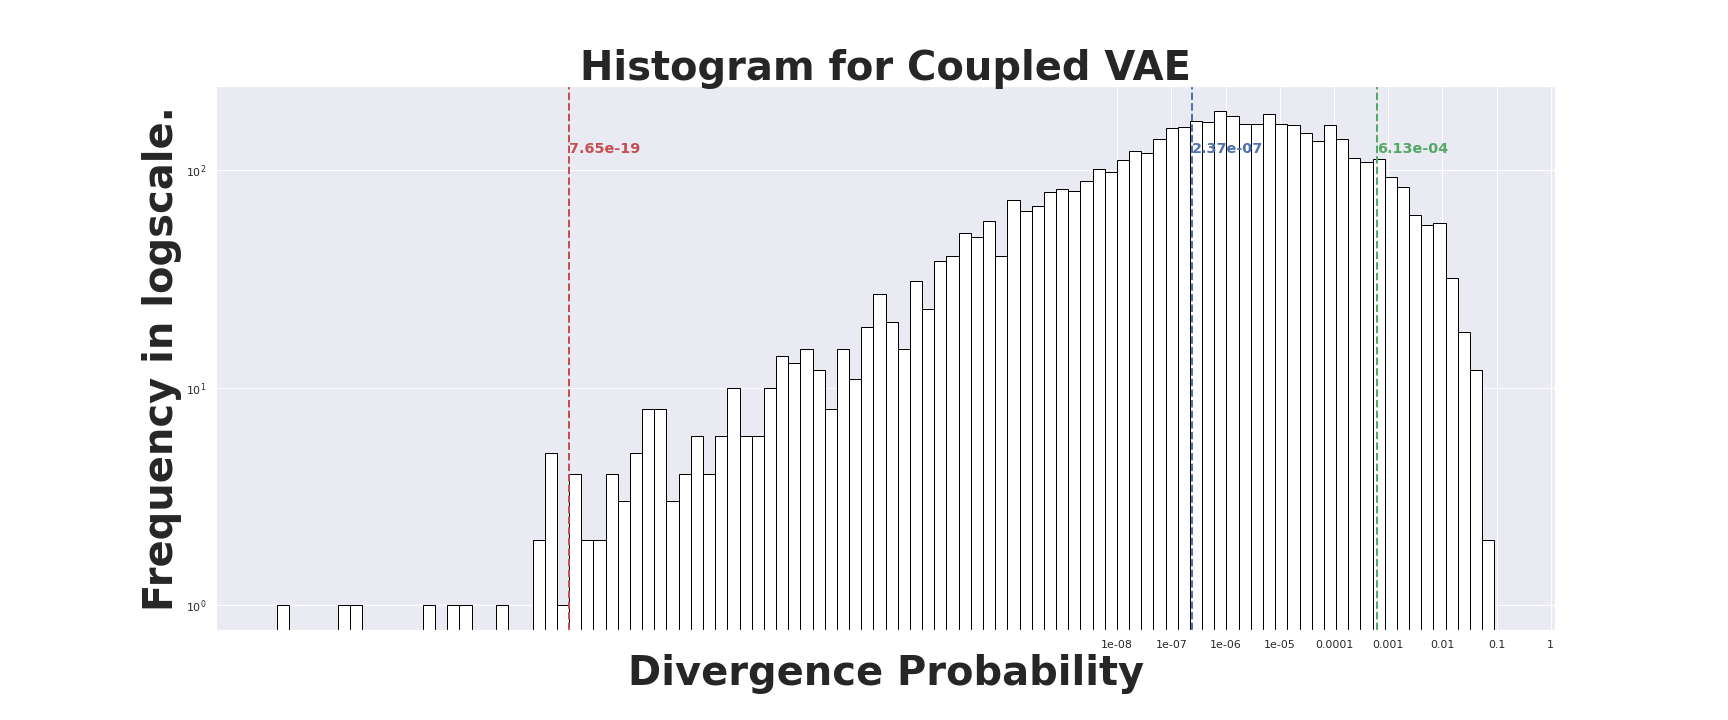 Histogram for Coupled VAE
Frequency in logscale.
10²
10¹
10⁰
7.65e-19
2.37e-07
6.13e-04
1e-08 1e-07 1e-06 1e-05 0.0001 0.001 0.01 0.1 1
Divergence Probability